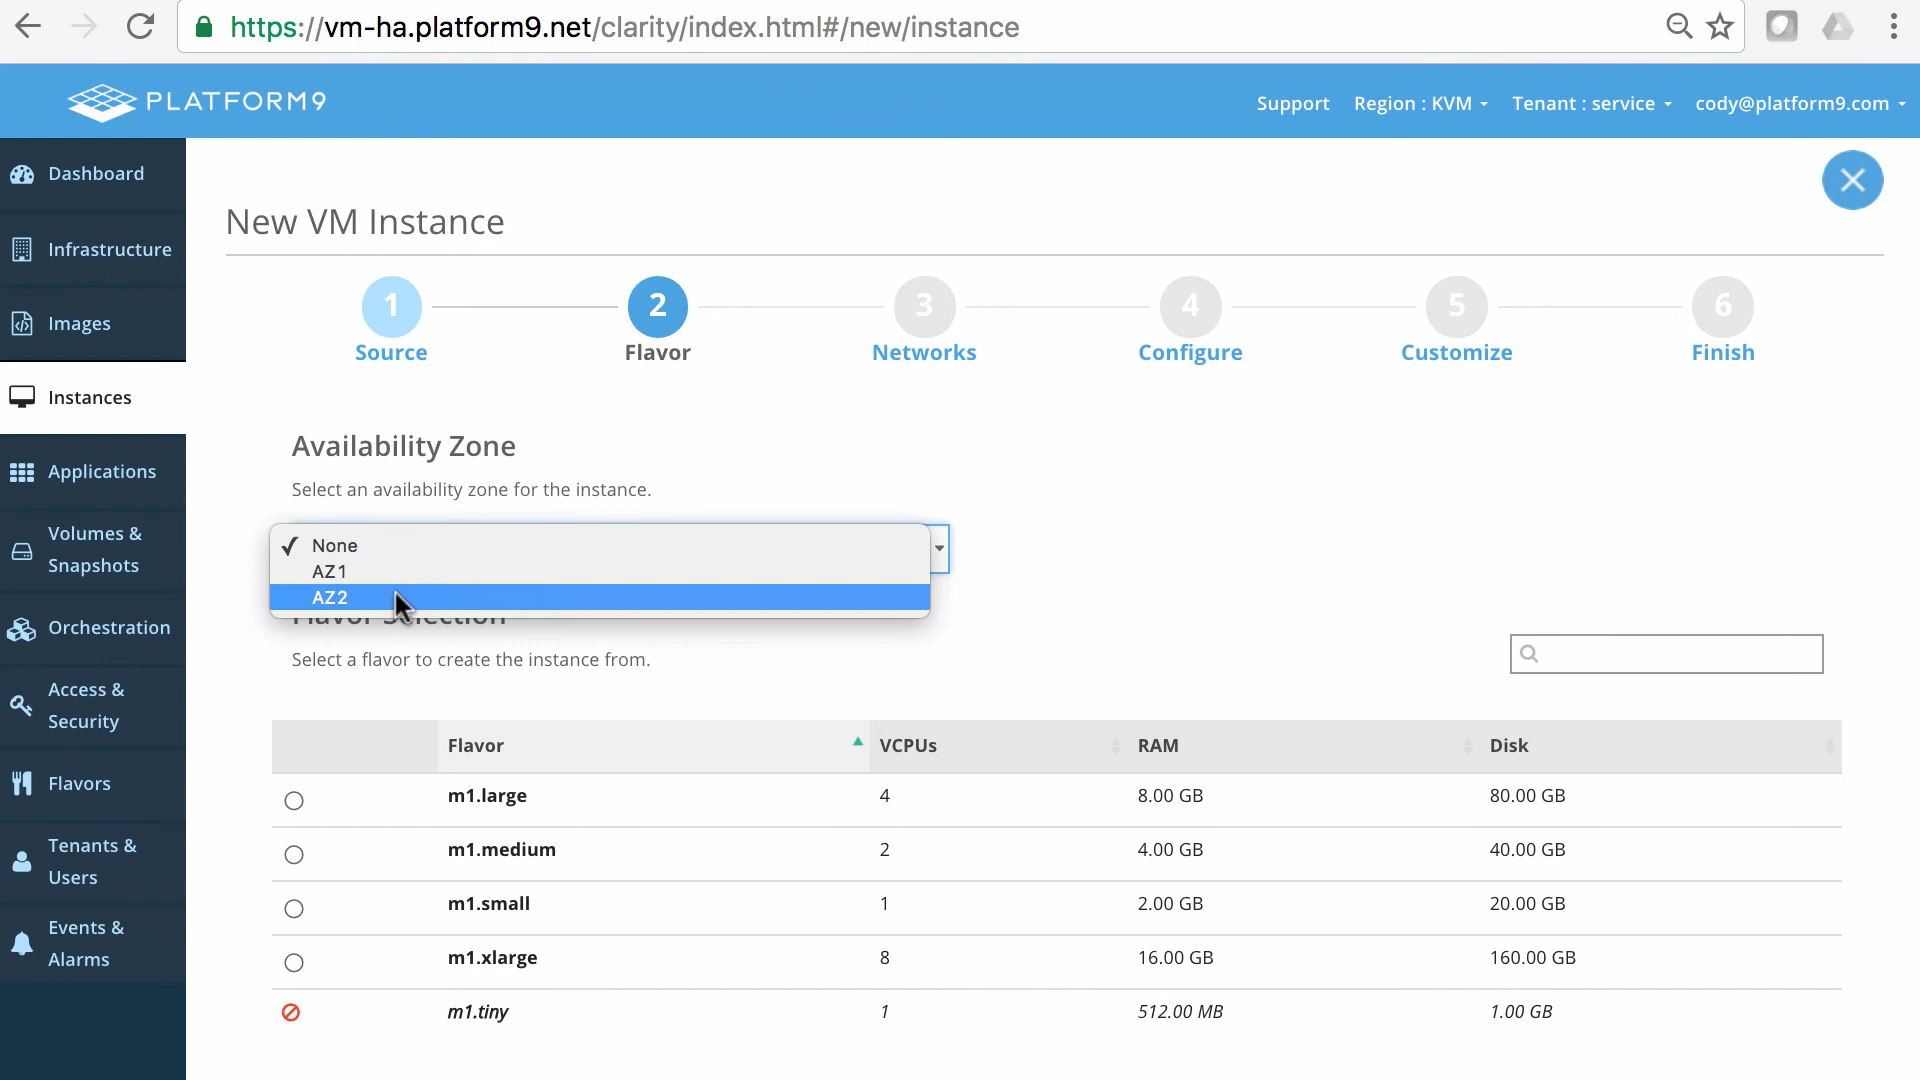 https://vm-ha.platform9.net/clarity/index.html#/new/instance
PLATFORM9
Support Region : KVM Tenant : service cody@platform9.com
Dashboard
Infrastructure
Images
Instances
Applications
Volumes &
Snapshots
Orchestration
Access &
Security
Flavors
Tenants &
Users
Events &
Alarms
New VM Instance
1 2 3 4 5 6
Source Flavor Networks Configure Customize Finish
Availability Zone
Select an availability zone for the instance.
✓ None
AZ1
AZ2
Flavor Selection
Select a flavor to create the instance from.
Flavor VCPUs RAM Disk
m1.large 4 8.00 GB 80.00 GB
m1.medium 2 4.00 GB 40.00 GB
m1.small 1 2.00 GB 20.00 GB
m1.xlarge 8 16.00 GB 160.00 GB
m1.tiny 1 512.00 MB 1.00 GB